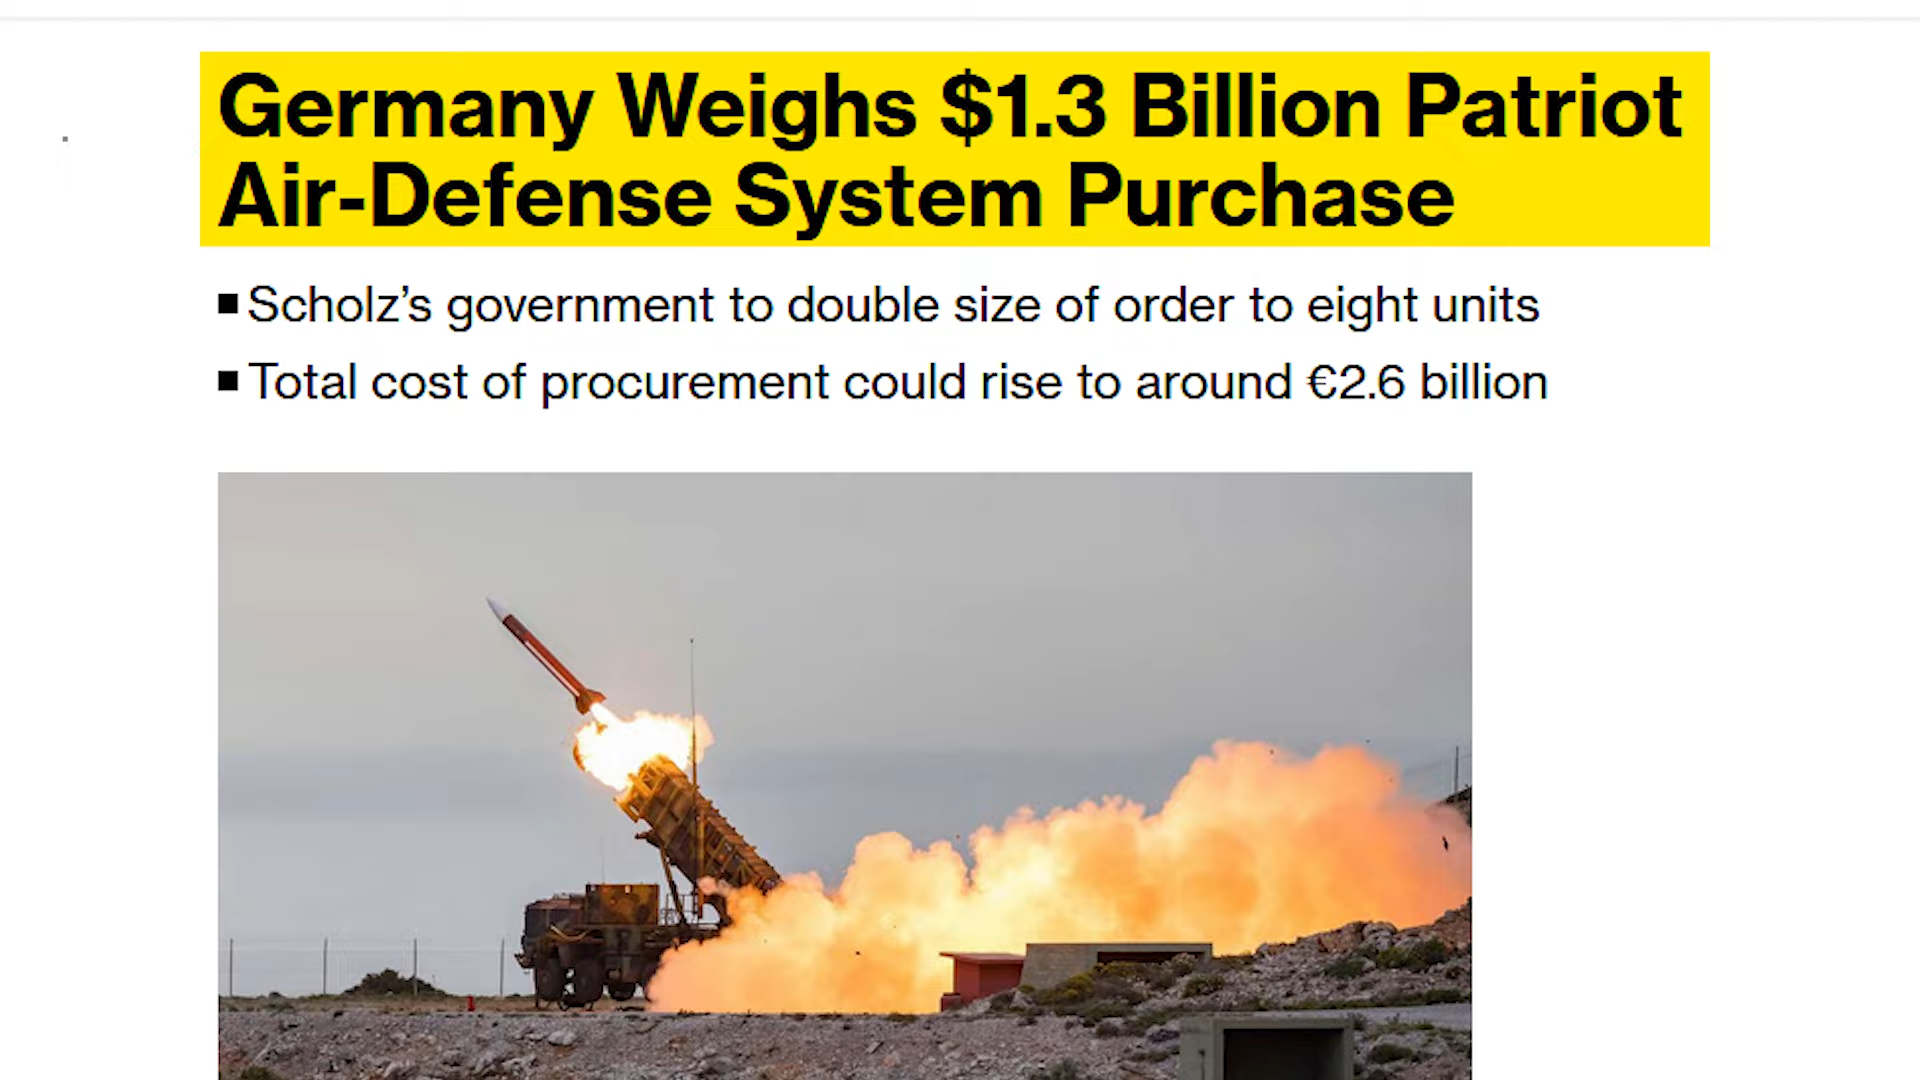 Germany Weighs $1.3 Billion Patriot
Air-Defense System Purchase
■ Scholz’s government to double size of order to eight units
■ Total cost of procurement could rise to around €2.6 billion